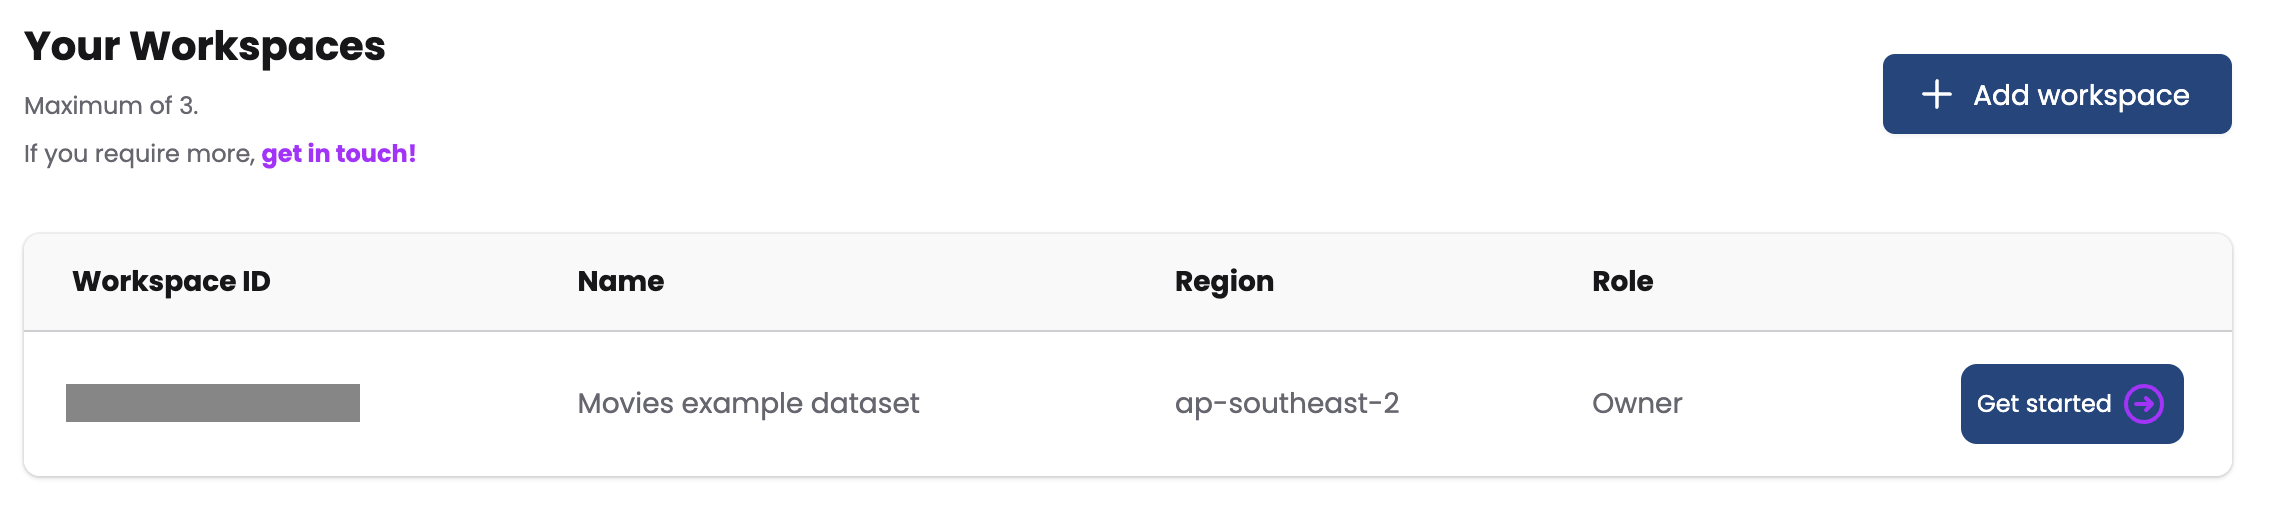 Your Workspaces
Maximum of 3.
If you require more, get in touch!
Add workspace
Workspace ID Name Region Role
Movies example dataset ap-southeast-2 Owner Get started